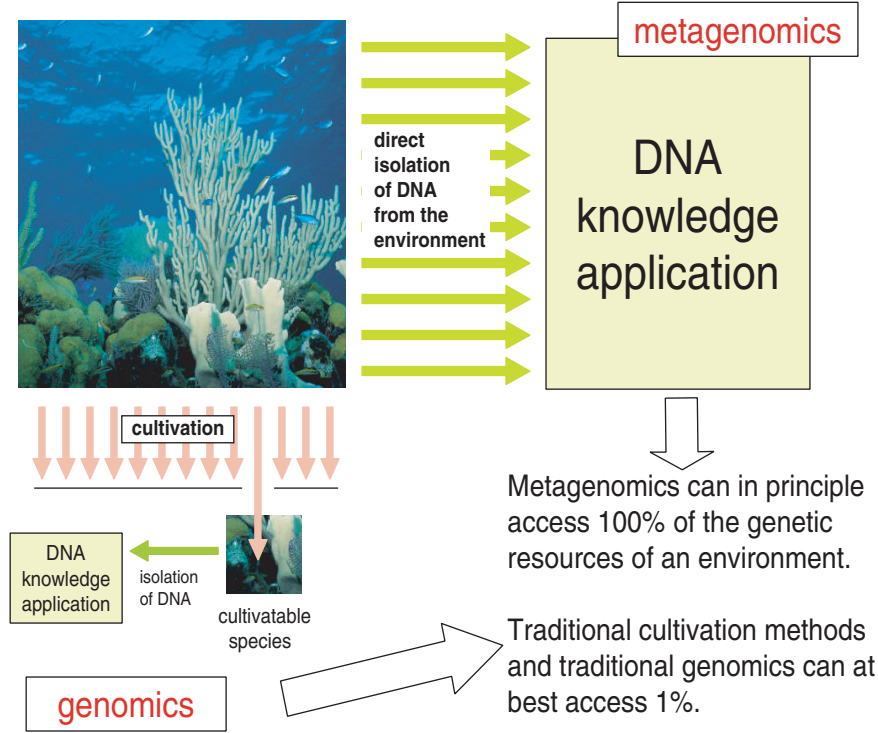 metagenomics
direct
isolation
of DNA
from the
environment
DNA
knowledge
application
cultivation
Metagenomics can in principle
access 100% of the genetic
resources of an environment.
DNA
knowledge
application
isolation
of DNA
cultivatable
species
Traditional cultivation methods
and traditional genomics can at
best access 1%.
genomics